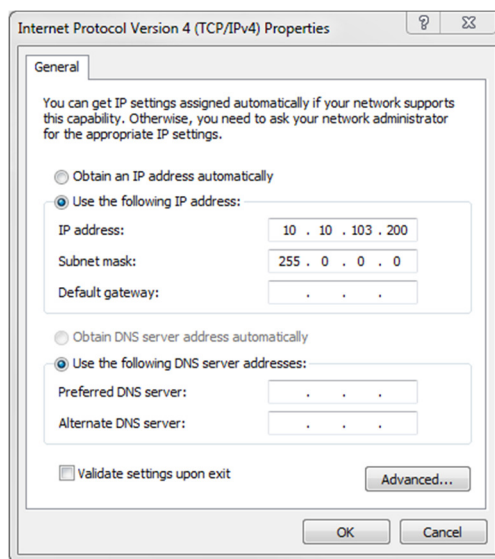 Internet Protocol Version 4 (TCP/IPv4) Properties
?
General
You can get IP settings assigned automatically if your network supports
this capability. Otherwise, you need to ask your network administrator
for the appropriate IP settings.
Obtain an IP address automatically
Use the following IP address:
IP address: 10 . 10 . 103 . 200
Subnet mask: 255 . 0 . 0 . 0
Default gateway: . . .
Obtain DNS server address automatically
Use the following DNS server addresses:
Preferred DNS server: . . .
Alternate DNS server: . . .
Validate settings upon exit
Advanced...
OK Cancel